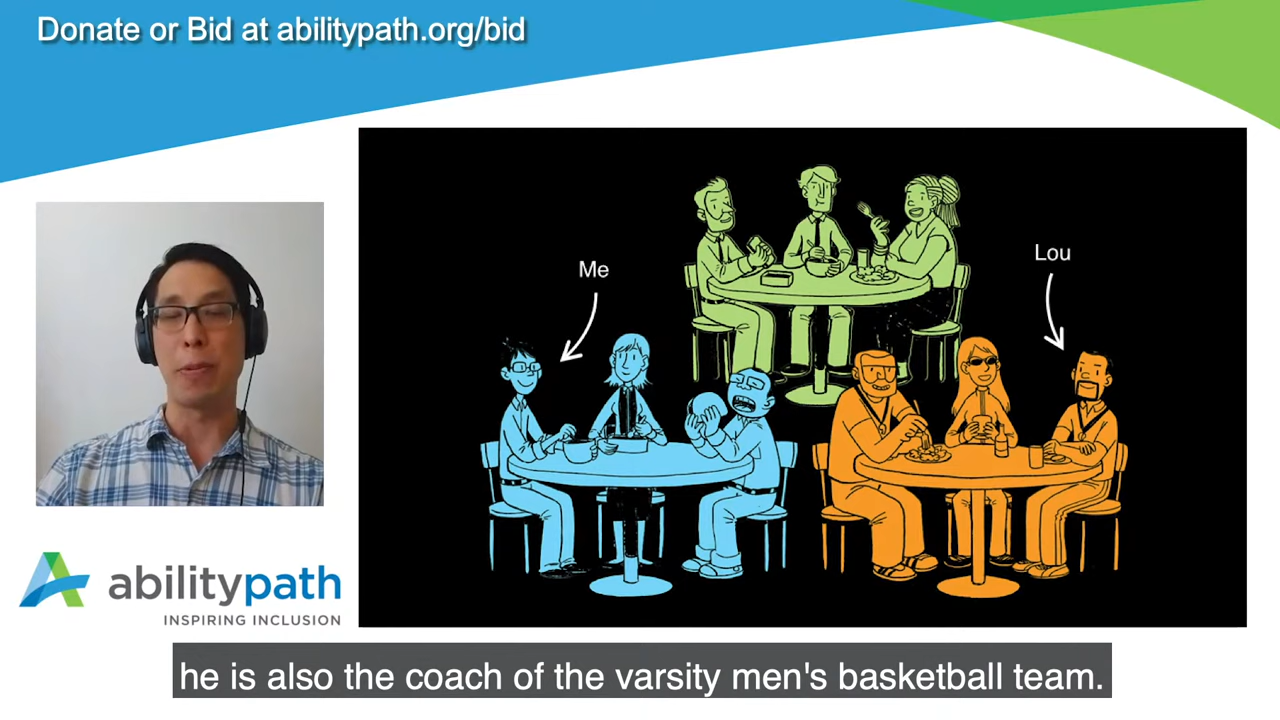 Donate or Bid at abilitypath.org/bid
Me
Lou
abilitypath
INSPIRING INCLUSION
he is also the coach of the varsity men's basketball team.